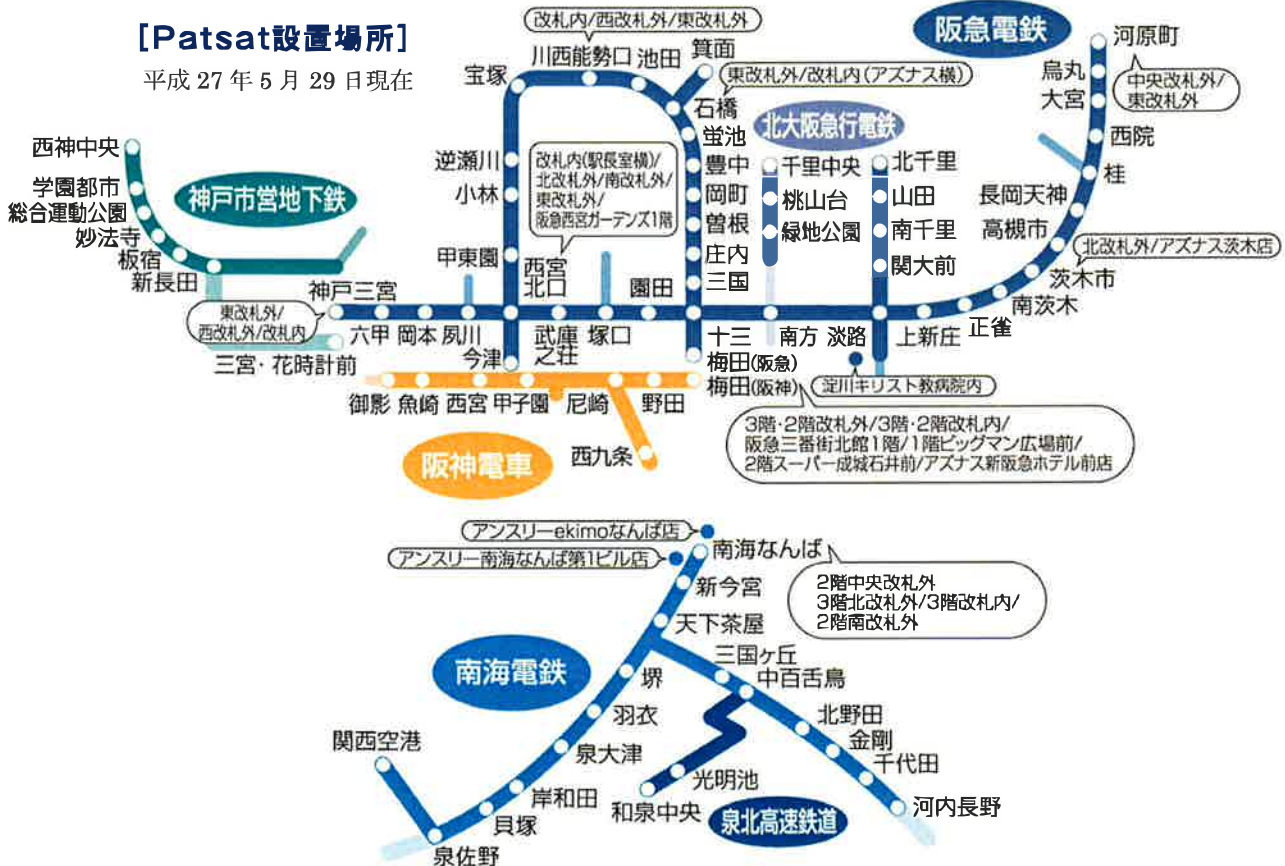 [Patsat設置場所]
平成 27 年 5 月 29 日現在
改札内/西改札外/東改札外
阪急電鉄
河原町
川西能勢口
池田
箕面
宝塚
東改札外/改札内(アズナス横)
烏丸
大宮
中央改札外/
東改札外
石橋
北大阪急行電鉄
蛍池
西院
西神中央
逆瀬川
改札内(駅長室横)/
北改札外/南改札外/
東改札外/
阪急西宮ガーデンズ1階
豊中
千里中央
北千里
桂
学園都市
神戸市営地下鉄
小林
岡町
桃山台
山田
長岡天神
総合運動公園
曽根
緑地公園
南千里
高槻市
北改札外/アズナス茨木店
妙法寺
板宿
甲東園
西宮
北口
庄内
関大前
茨木市
新長田
神戸三宮
園田
三国
南茨木
東改札外/
西改札外/改札内
六甲
岡本
夙川
武庫
之荘
塚口
十三
南方
淡路
上新庄
正雀
三宮・花時計前
今津
梅田(阪急)
梅田(阪神)
淀川キリスト教病院内
御影
魚崎
西宮
甲子園
尼崎
野田
3階・2階改札外/3階・2階改札内/
阪急三番街北館1階/1階ビッグマン広場前/
2階スーパー成城石井前/アズナス新阪急ホテル前店
阪神電車
西九条
アンスリーekimoなんば店
アンスリー南海なんば第1ビル店
南海なんば
2階中央改札外
3階北改札外/3階改札内/
2階南改札外
新今宮
天下茶屋
南海電鉄
三国ヶ丘
堺
中百舌鳥
羽衣
北野田
関西空港
泉大津
金剛
千代田
岸和田
光明池
貝塚
和泉中央
泉北高速鉄道
河内長野
泉佐野